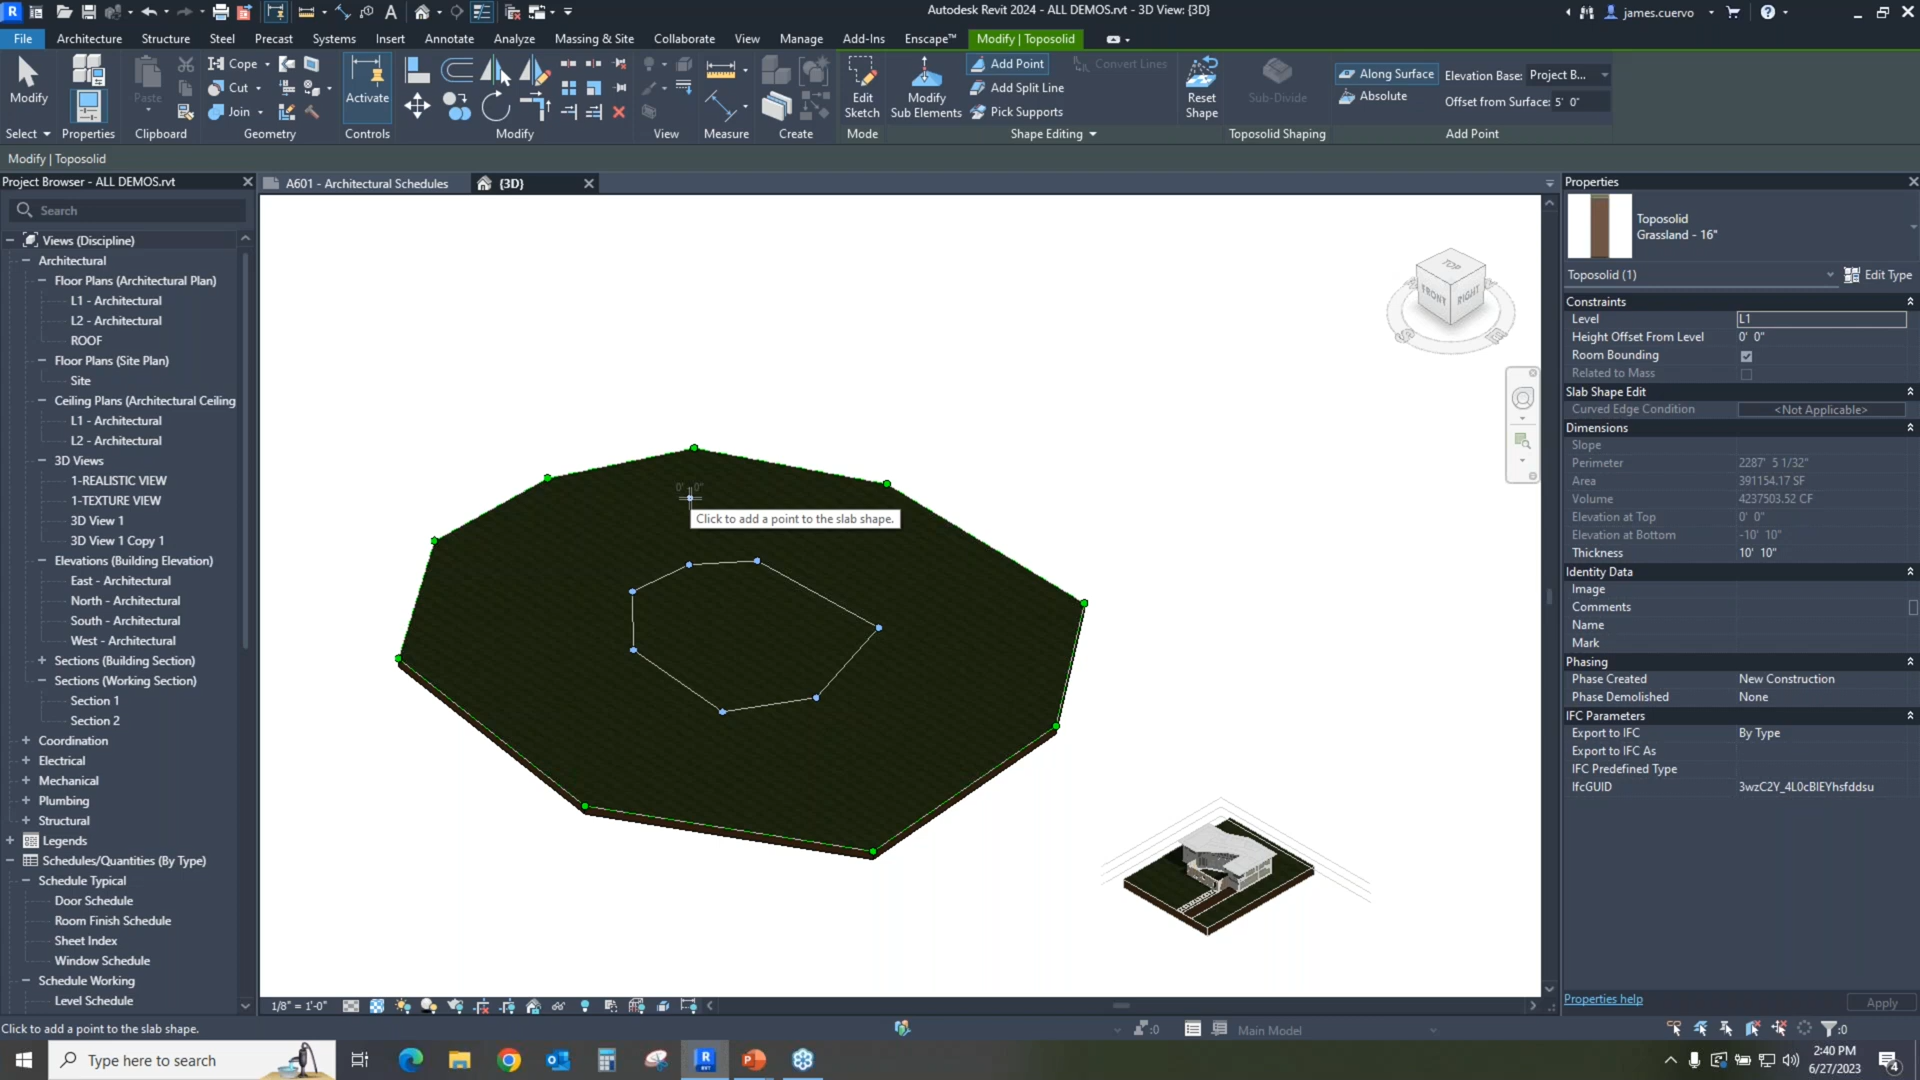 Autodesk Revit 2024 - ALL DEMOS.rvt - 3D View: {3D}
james.cuervo
File Architecture Structure Steel Precast Systems Insert Annotate Analyze Massing & Site Collaborate View Manage Add-Ins Enscape™ Modify | Toposolid
Modify
Select
Properties
Paste
Clipboard
Cope
Cut
Join
Geometry
Activate
Controls
Modify
View
Measure
Create
Edit Sketch
Mode
Modify Sub Elements
Add Point
Add Split Line
Pick Supports
Convert Lines
Shape Editing
Reset Shape
Sub-Divide
Toposolid Shaping
Along Surface
Absolute
Elevation Base: Project B...
Offset from Surface: 5' 0"
Add Point
Modify | Toposolid
Project Browser - ALL DEMOS.rvt
Search
Views (Discipline)
Architectural
Floor Plans (Architectural Plan)
L1 - Architectural
L2 - Architectural
ROOF
Floor Plans (Site Plan)
Site
Ceiling Plans (Architectural Ceiling
L1 - Architectural
L2 - Architectural
3D Views
1-REALISTIC VIEW
1-TEXTURE VIEW
3D View 1
3D View 1 Copy 1
Elevations (Building Elevation)
East - Architectural
North - Architectural
South - Architectural
West - Architectural
Sections (Building Section)
Sections (Working Section)
Section 1
Section 2
Coordination
Electrical
Mechanical
Plumbing
Structural
Legends
Schedules/Quantities (By Type)
Schedule Typical
Door Schedule
Room Finish Schedule
Sheet Index
Window Schedule
Schedule Working
Level Schedule
A601 - Architectural Schedules
{3D}
TOP
FRONT
RIGHT
Click to add a point to the slab shape.
1/8" = 1'-0"
Properties
Toposolid
Grassland - 16"
Toposolid (1)
Edit Type
Constraints
Level L1
Height Offset From Level 0' 0"
Room Bounding
Related to Mass
Slab Shape Edit
Curved Edge Condition <Not Applicable>
Dimensions
Slope
Perimeter 2287' 5 1/32"
Area 391154.17 SF
Volume 4237503.52 CF
Elevation at Top 0' 0"
Elevation at Bottom -10' 10"
Thickness 10' 10"
Identity Data
Image
Comments
Name
Mark
Phasing
Phase Created New Construction
Phase Demolished None
IFC Parameters
Export to IFC By Type
Export to IFC As
IFC Predefined Type
IfcGUID 3wzC2Y_4L0cBIEYhsfddsu
Properties help
Apply
Click to add a point to the slab shape.
:0
Main Model
:0
Type here to search
2:40 PM
6/27/2023
4